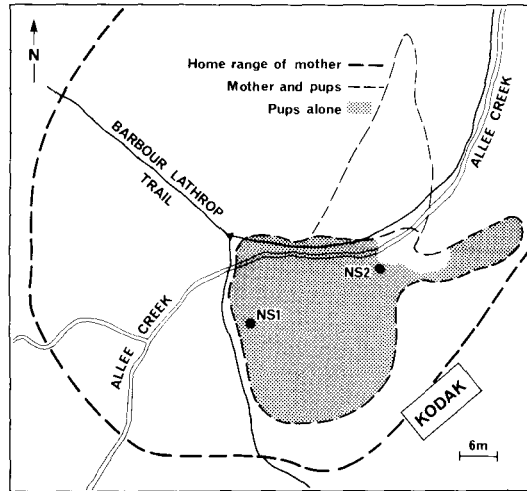 N
Home range of mother
Mother and pups
Pups alone
BARBOUR LATHROP
TRAIL
ALLEE CREEK
NS2
NS1
ALLEE CREEK
KODAK
6m